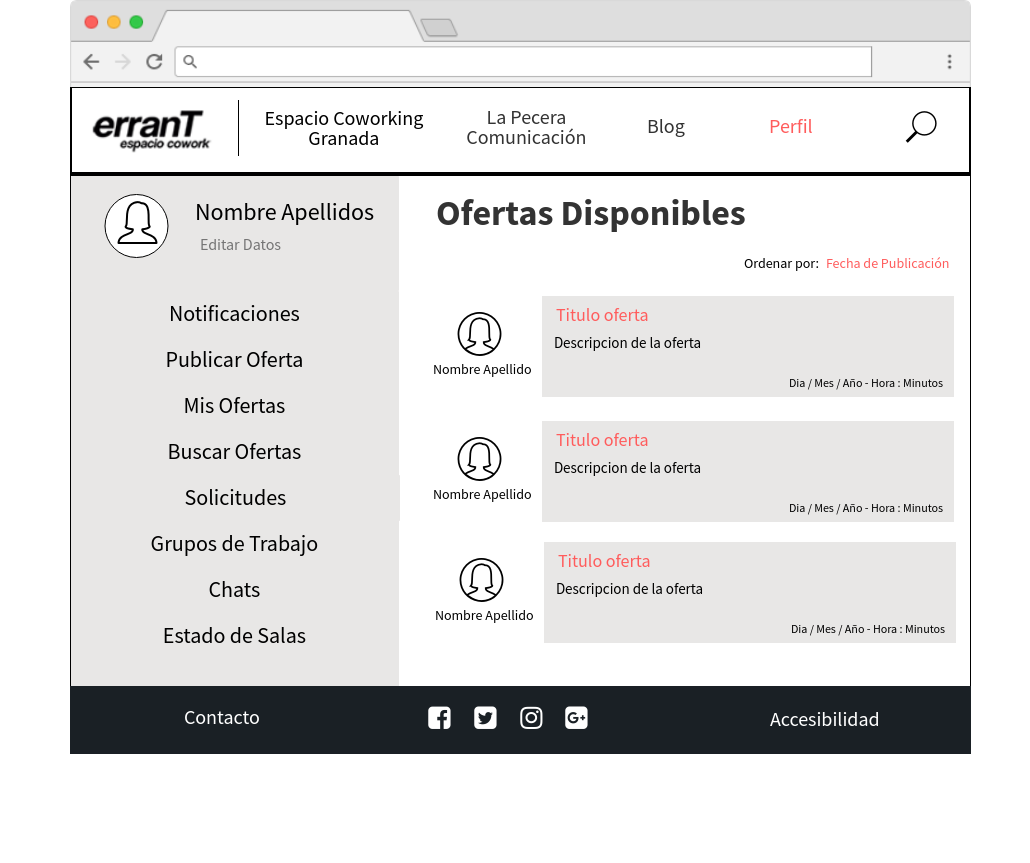 erranT
espacio cowork
Espacio Coworking
Granada
La Pecera
Comunicación
Blog
Perfil
Nombre Apellidos
Editar Datos
Notificaciones
Publicar Oferta
Mis Ofertas
Buscar Ofertas
Solicitudes
Grupos de Trabajo
Chats
Estado de Salas
Ofertas Disponibles
Ordenar por: Fecha de Publicación
Nombre Apellido
Titulo oferta
Descripcion de la oferta
Dia / Mes / Año - Hora : Minutos
Nombre Apellido
Titulo oferta
Descripcion de la oferta
Dia / Mes / Año - Hora : Minutos
Nombre Apellido
Titulo oferta
Descripcion de la oferta
Dia / Mes / Año - Hora : Minutos
Contacto
G+
Accesibilidad